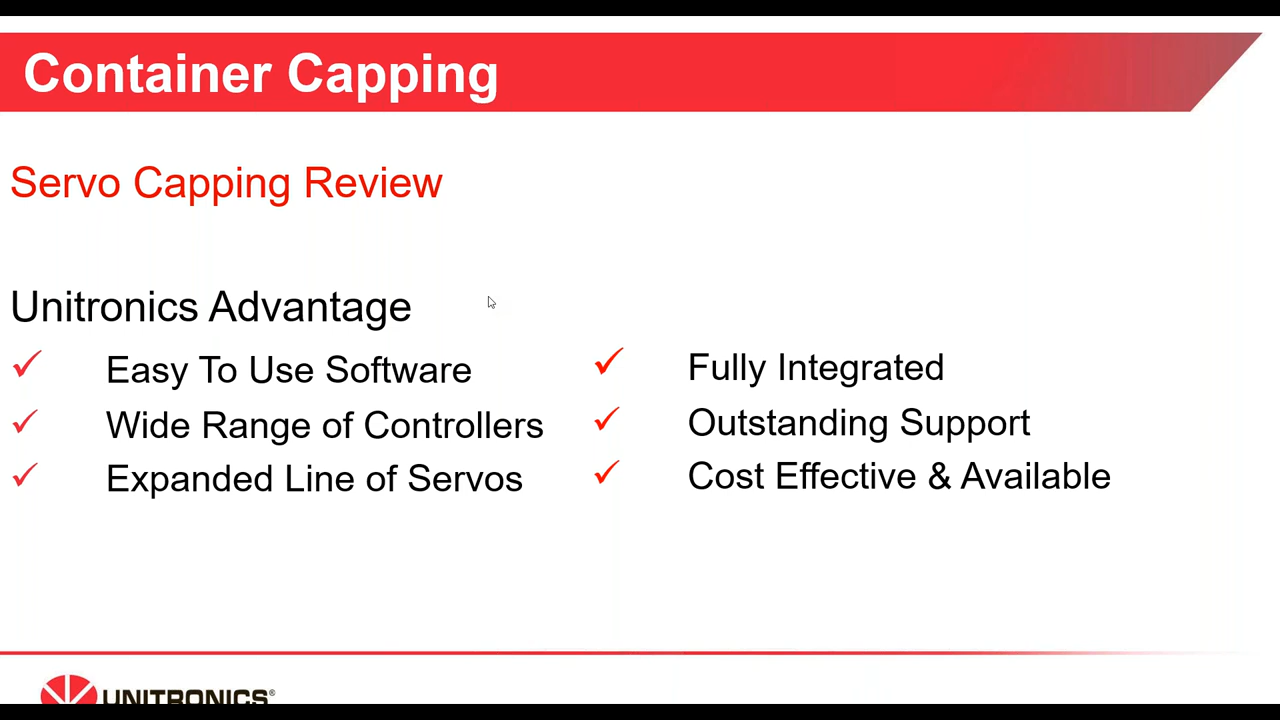 Container Capping
Servo Capping Review
Unitronics Advantage
✓ Easy To Use Software
✓ Wide Range of Controllers
✓ Expanded Line of Servos
✓ Fully Integrated
✓ Outstanding Support
✓ Cost Effective & Available
UNITRONICS®